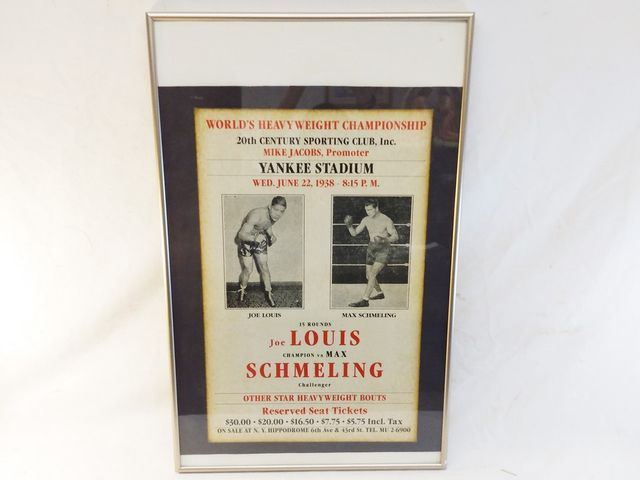 WORLD'S HEAVYWEIGHT CHAMPIONSHIP
20th CENTURY SPORTING CLUB, Inc.
MIKE JACOBS, Promoter
YANKEE STADIUM
WED. JUNE 22, 1938 - 8:15 P. M.
JOE LOUIS
MAX SCHMELING
15 ROUNDS
Joe LOUIS
CHAMPION vs MAX
SCHMELING
Challenger
OTHER STAR HEAVYWEIGHT BOUTS
Reserved Seat Tickets
$30.00 • $20.00 • $16.50 • $7.75 • $5.75 Incl. Tax
ON SALE AT N. Y. HIPPODROME 6th Ave & 43rd St. TEL. MU 2-6900